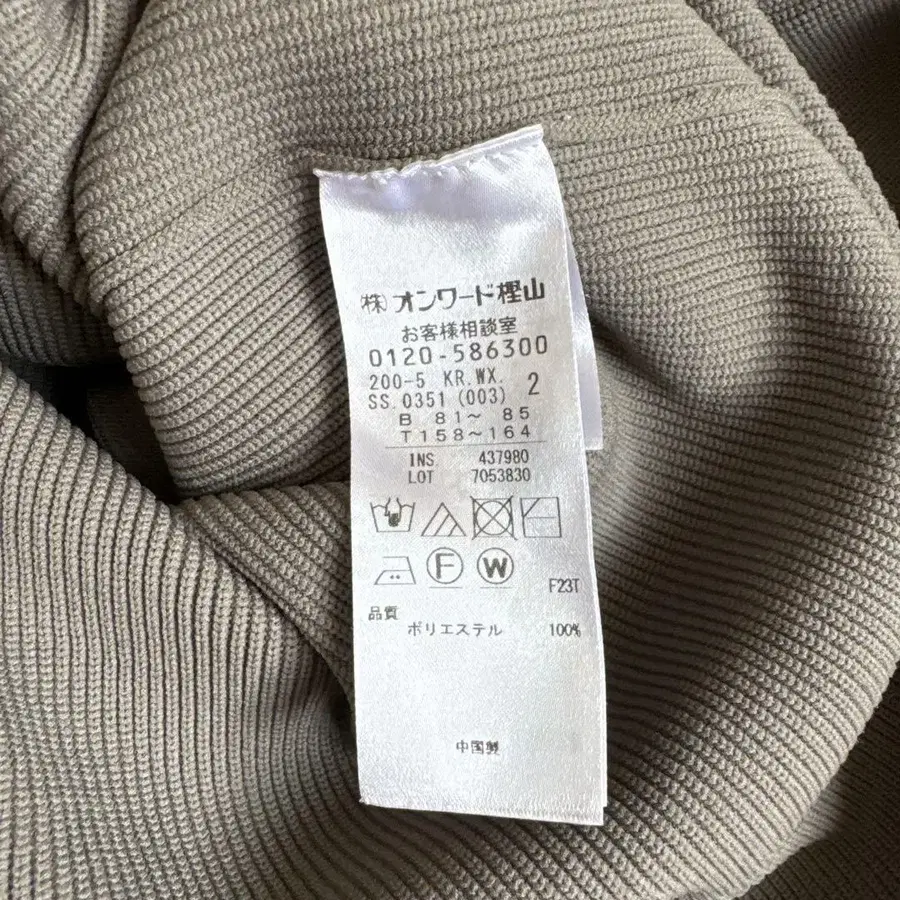 ㈱オンワード樫山
お客様相談室
0120-586300
200-5 KR.WX.
SS.0351 (003) 2
B 81～ 85
T158～164
INS. 437980
LOT 7053830
F W
F23T
品質
ポリエステル 100%
中国製